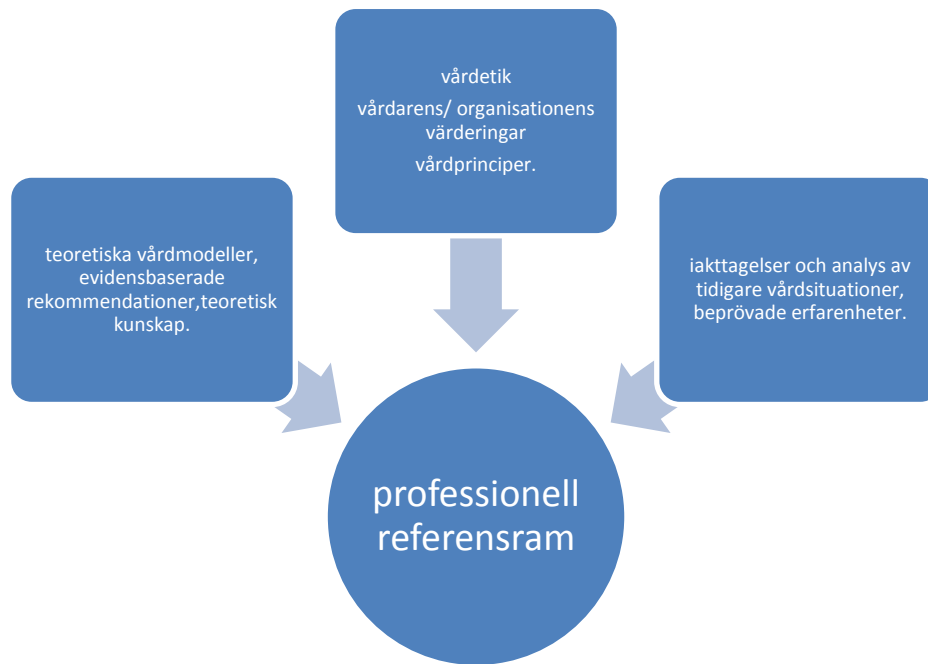 vårdetik
vårdarens/ organisationens
värderingar
vårdprinciper.
teoretiska vårdmodeller,
evidensbaserade
rekommendationer,teoretisk
kunskap.
iakttagelser och analys av
tidigare vårdsituationer,
beprövade erfarenheter.
professionell
referensram